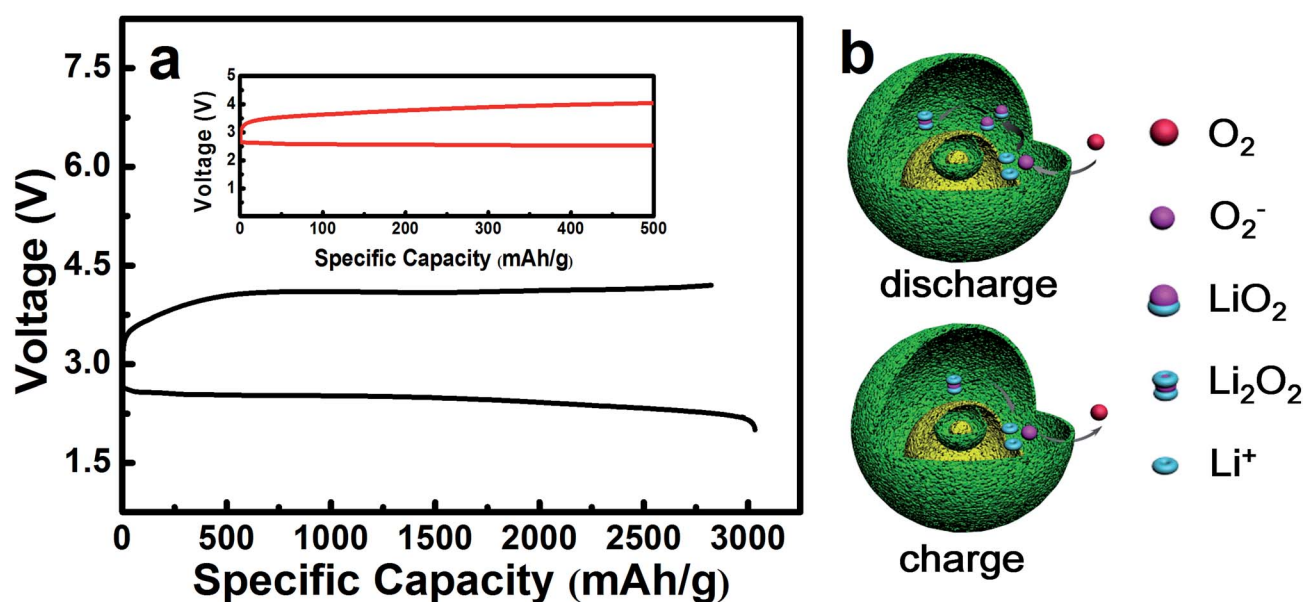 a
7.5
6.0
4.5
3.0
1.5
Voltage (V)
0 500 1000 1500 2000 2500 3000
Specific Capacity (mAh/g)
5
4
3
2
1
Voltage (V)
0 100 200 300 400 500
Specific Capacity (mAh/g)
b
discharge
charge
O₂
O₂⁻
LiO₂
Li₂O₂
Li⁺